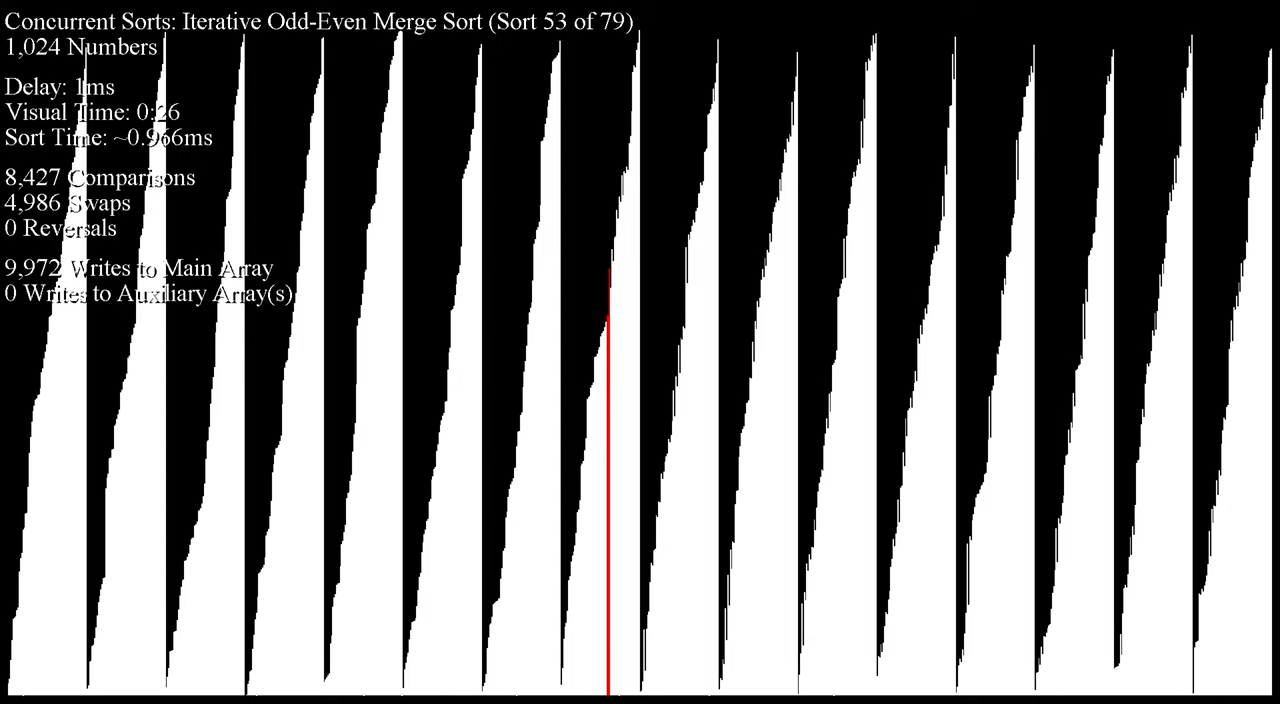 Concurrent Sorts: Iterative Odd-Even Merge Sort (Sort 53 of 79)
1,024 Numbers
Delay: 1ms
Visual Time: 0:26
Sort Time: ~0.966ms
8,427 Comparisons
4,986 Swaps
0 Reversals
9,972 Writes to Main Array
0 Writes to Auxiliary Array(s)